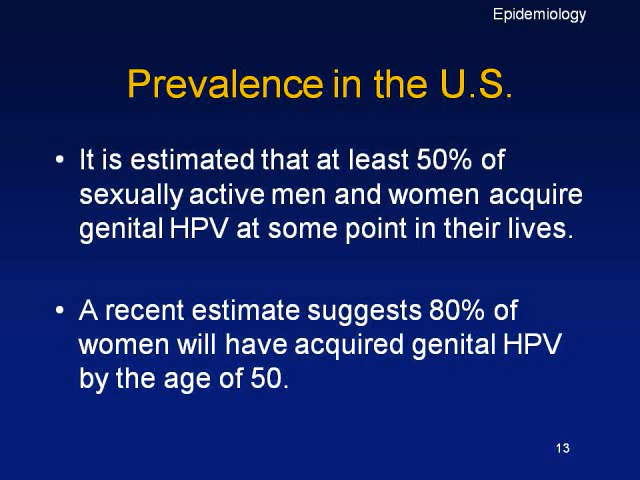 Epidemiology
Prevalence in the U.S.
• It is estimated that at least 50% of
sexually active men and women acquire
genital HPV at some point in their lives.
• A recent estimate suggests 80% of
women will have acquired genital HPV
by the age of 50.
13